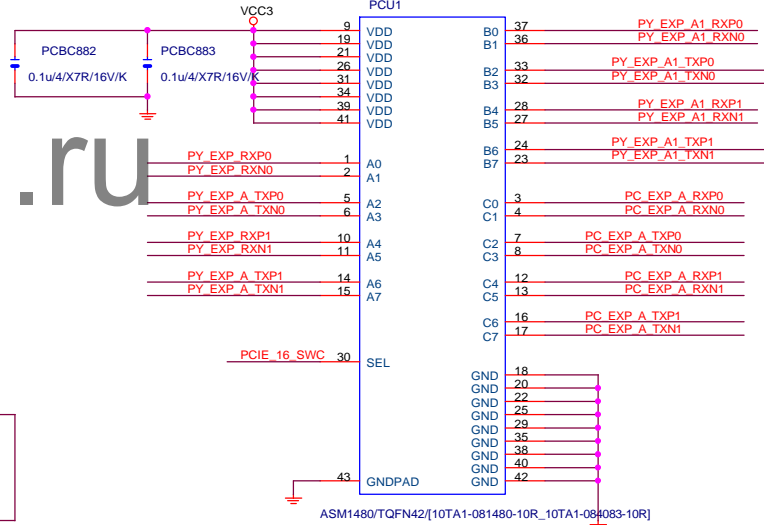 VCC3
PCU1
PCBC882
0.1u/4/X7R/16V/K
PCBC883
0.1u/4/X7R/16V/K
9 VDD
19 VDD
21 VDD
26 VDD
31 VDD
34 VDD
39 VDD
41 VDD
.ru
PY_EXP_RXP0 1 A0
PY_EXP_RXN0 2 A1
PY_EXP_A_TXP0 5 A2
PY_EXP_A_TXN0 6 A3
PY_EXP_RXP1 10 A4
PY_EXP_RXN1 11 A5
PY_EXP_A_TXP1 14 A6
PY_EXP_A_TXN1 15 A7
PCIE_16_SWC 30 SEL
43 GNDPAD
B0 37 PY_EXP_A1_RXP0
B1 36 PY_EXP_A1_RXN0
B2 33 PY_EXP_A1_TXP0
B3 32 PY_EXP_A1_TXN0
B4 28 PY_EXP_A1_RXP1
B5 27 PY_EXP_A1_RXN1
B6 24 PY_EXP_A1_TXP1
B7 23 PY_EXP_A1_TXN1
C0 3 PC_EXP_A_RXP0
C1 4 PC_EXP_A_RXN0
C2 7 PC_EXP_A_TXP0
C3 8 PC_EXP_A_TXN0
C4 12 PC_EXP_A_RXP1
C5 13 PC_EXP_A_RXN1
C6 16 PC_EXP_A_TXP1
C7 17 PC_EXP_A_TXN1
GND 18
GND 20
GND 22
GND 25
GND 29
GND 35
GND 38
GND 40
GND 42
ASM1480/TQFN42/[10TA1-081480-10R_10TA1-084083-10R]